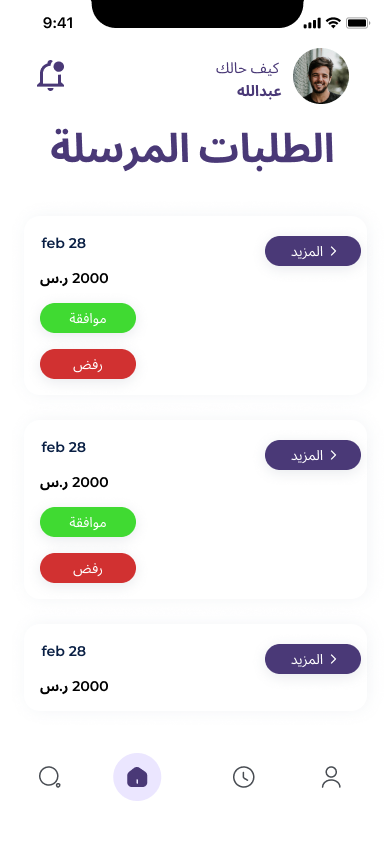 9:41
كيف حالك
عبدالله
الطلبات المرسلة
feb 28
المزيد
2000 ر.س
موافقة
رفض
feb 28
المزيد
2000 ر.س
موافقة
رفض
feb 28
المزيد
2000 ر.س